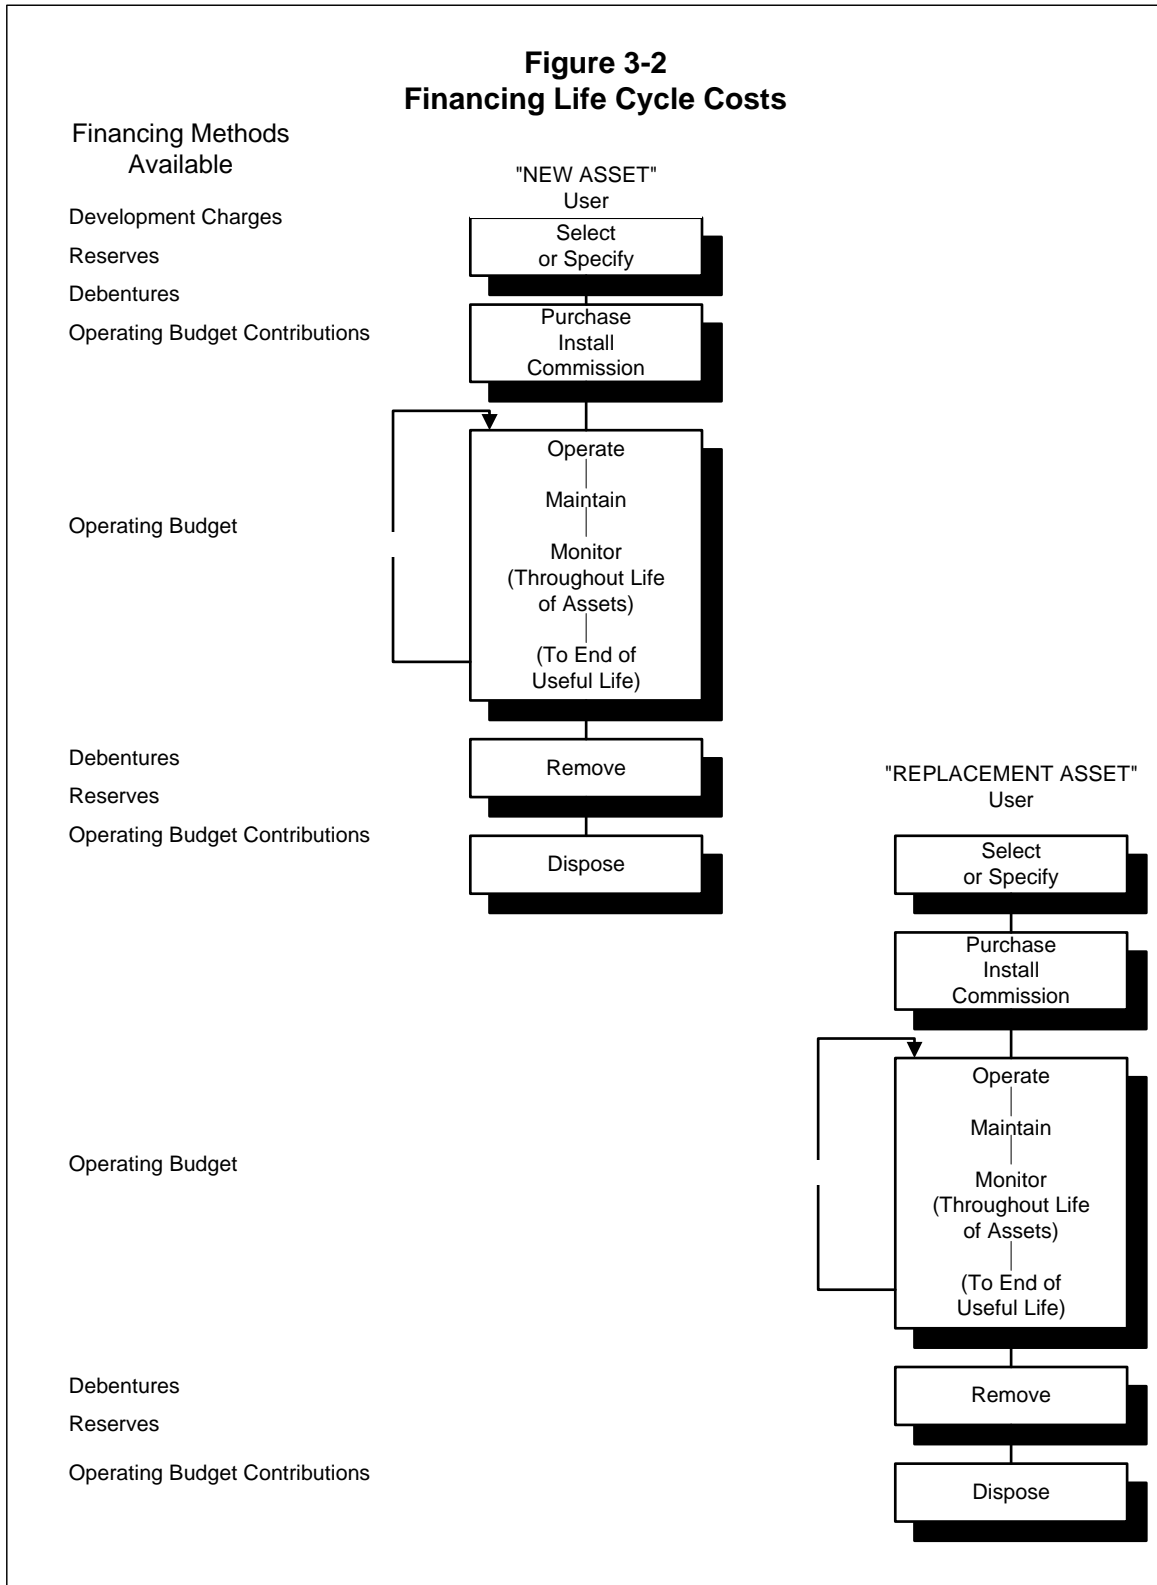 Figure 3-2
Financing Life Cycle Costs
Financing Methods
Available
"NEW ASSET"
User
Development Charges
Reserves
Debentures
Operating Budget Contributions
Select
or Specify
Purchase
Install
Commission
Operate
Maintain
Monitor
(Throughout Life
of Assets)
(To End of
Useful Life)
Operating Budget
Debentures
Reserves
Operating Budget Contributions
Remove
Dispose
"REPLACEMENT ASSET"
User
Select
or Specify
Purchase
Install
Commission
Operate
Maintain
Monitor
(Throughout Life
of Assets)
(To End of
Useful Life)
Operating Budget
Debentures
Reserves
Operating Budget Contributions
Remove
Dispose